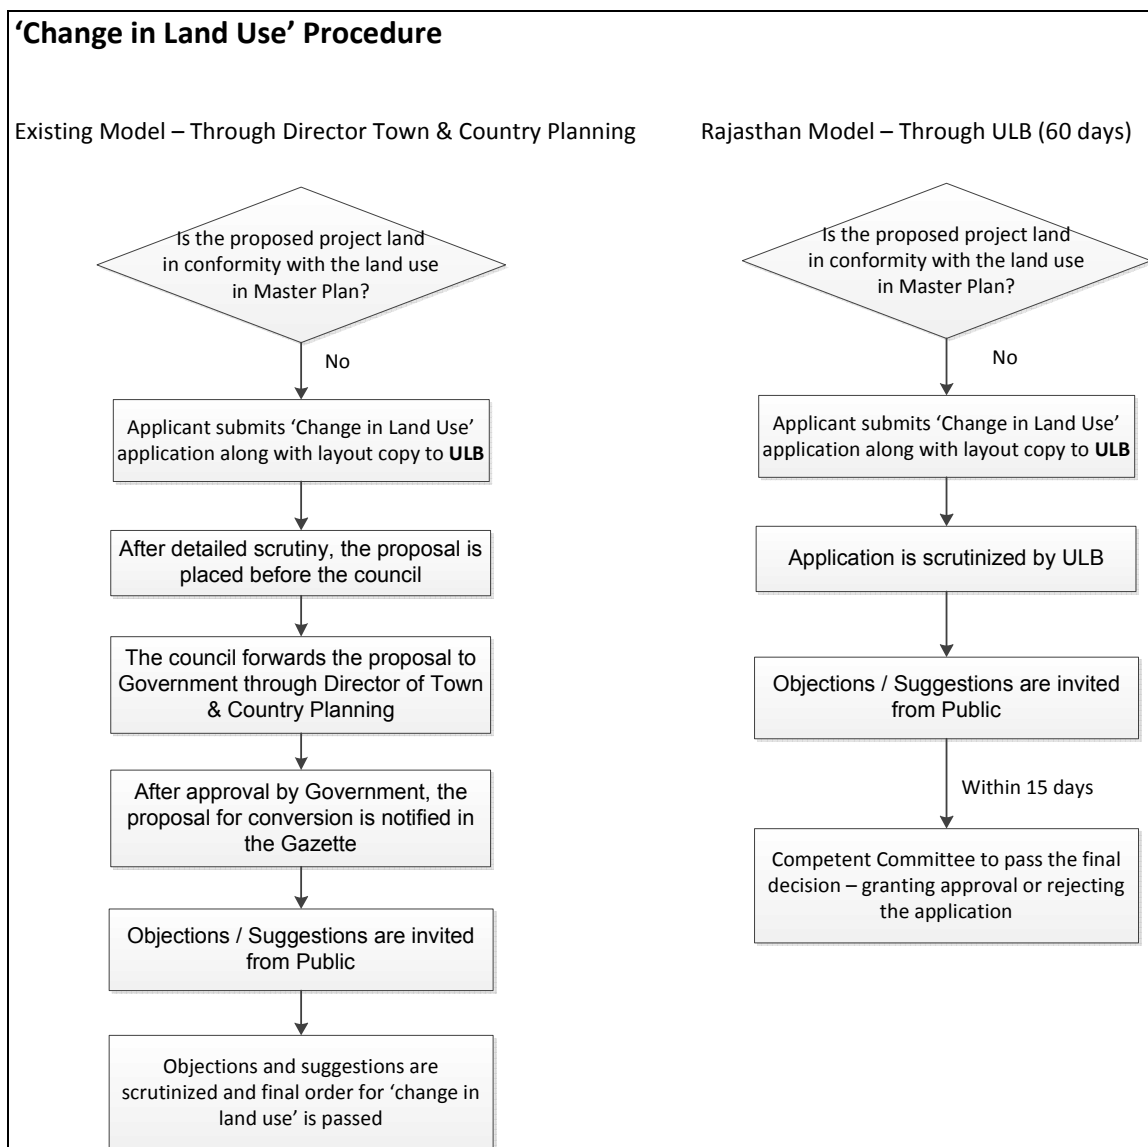 ‘Change in Land Use’ Procedure
Existing Model – Through Director Town & Country Planning
Is the proposed project land
in conformity with the land use
in Master Plan?
No
Applicant submits ‘Change in Land Use’
application along with layout copy to ULB
After detailed scrutiny, the proposal is
placed before the council
The council forwards the proposal to
Government through Director of Town
& Country Planning
After approval by Government, the
proposal for conversion is notified in
the Gazette
Objections / Suggestions are invited
from Public
Objections and suggestions are
scrutinized and final order for ‘change in
land use’ is passed
Rajasthan Model – Through ULB (60 days)
Is the proposed project land
in conformity with the land use
in Master Plan?
No
Applicant submits ‘Change in Land Use’
application along with layout copy to ULB
Application is scrutinized by ULB
Objections / Suggestions are invited
from Public
Within 15 days
Competent Committee to pass the final
decision – granting approval or rejecting
the application